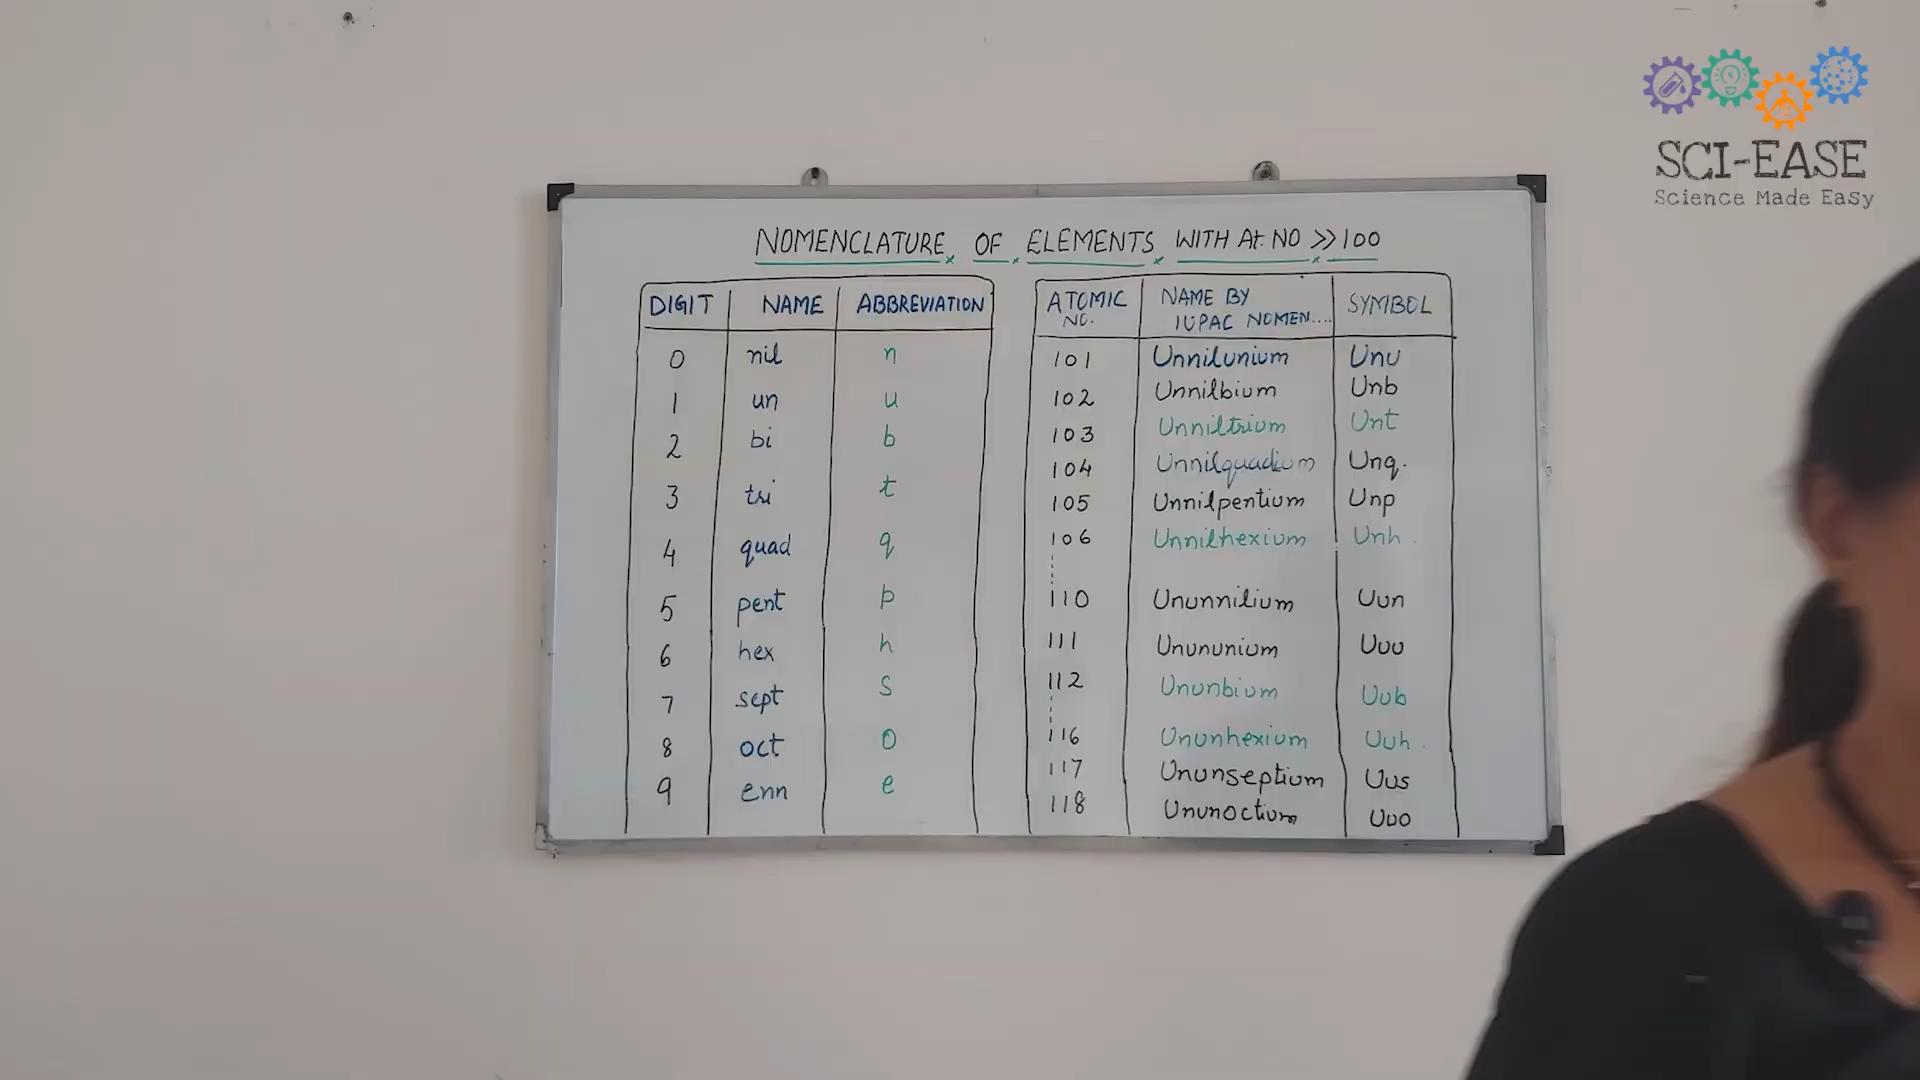 SCI-EASE
Science Made Easy
NOMENCLATURE OF ELEMENTS WITH At. NO >> 100
DIGIT NAME ABBREVIATION
0 nil n
1 un u
2 bi b
3 tri t
4 quad q
5 pent p
6 hex h
7 sept s
8 oct o
9 enn e
ATOMIC NO. NAME BY IUPAC NOMEN.... SYMBOL
101 Unnilunium Unu
102 Unnilbium Unb
103 Unniltrium Unt
104 Unnilquadium Unq.
105 Unnilpentium Unp
106 Unnilhexium Unh.
110 Ununnilium Uun
111 Unununium Uuu
112 Ununbium Uub
116 Ununhexium Uuh.
117 Ununseptium Uus
118 Ununoctium Uuo